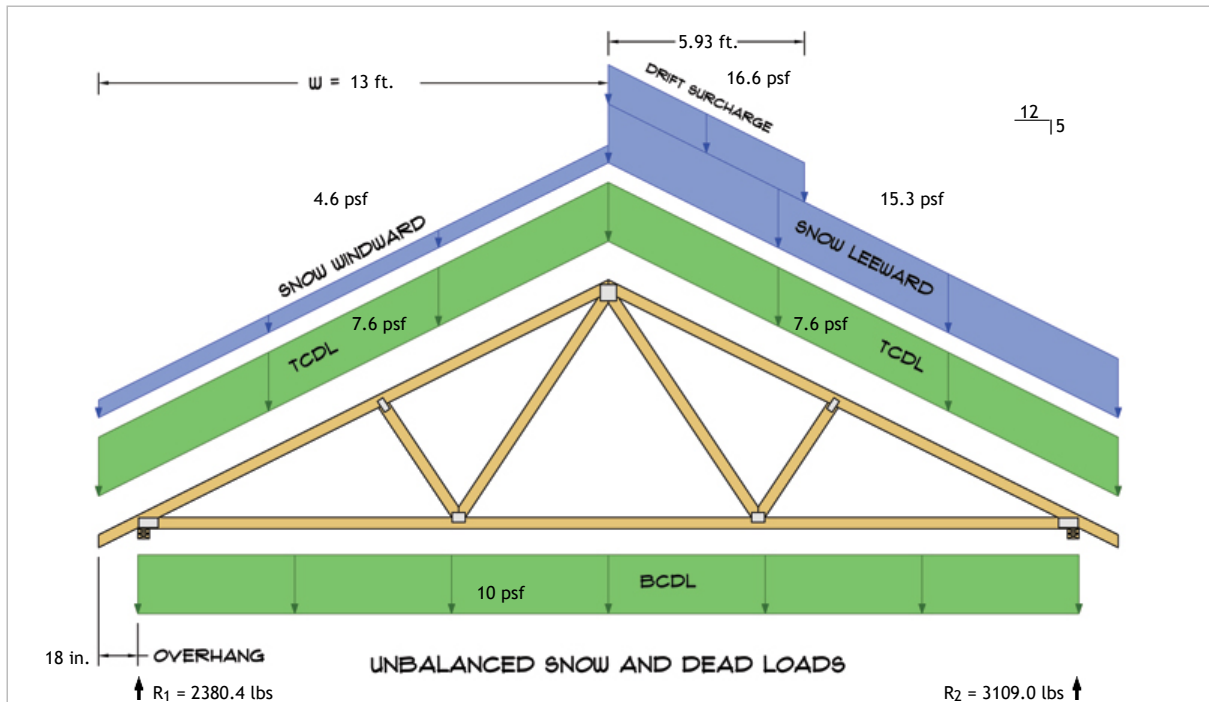 5.93 ft.
W = 13 ft.
DRIFT SURCHARGE
16.6 psf
12
5
4.6 psf
15.3 psf
SNOW WINDWARD
SNOW LEEWARD
TCDL
7.6 psf
7.6 psf
TCDL
10 psf
BCDL
18 in.
OVERHANG
UNBALANCED SNOW AND DEAD LOADS
R1 = 2380.4 lbs
R2 = 3109.0 lbs